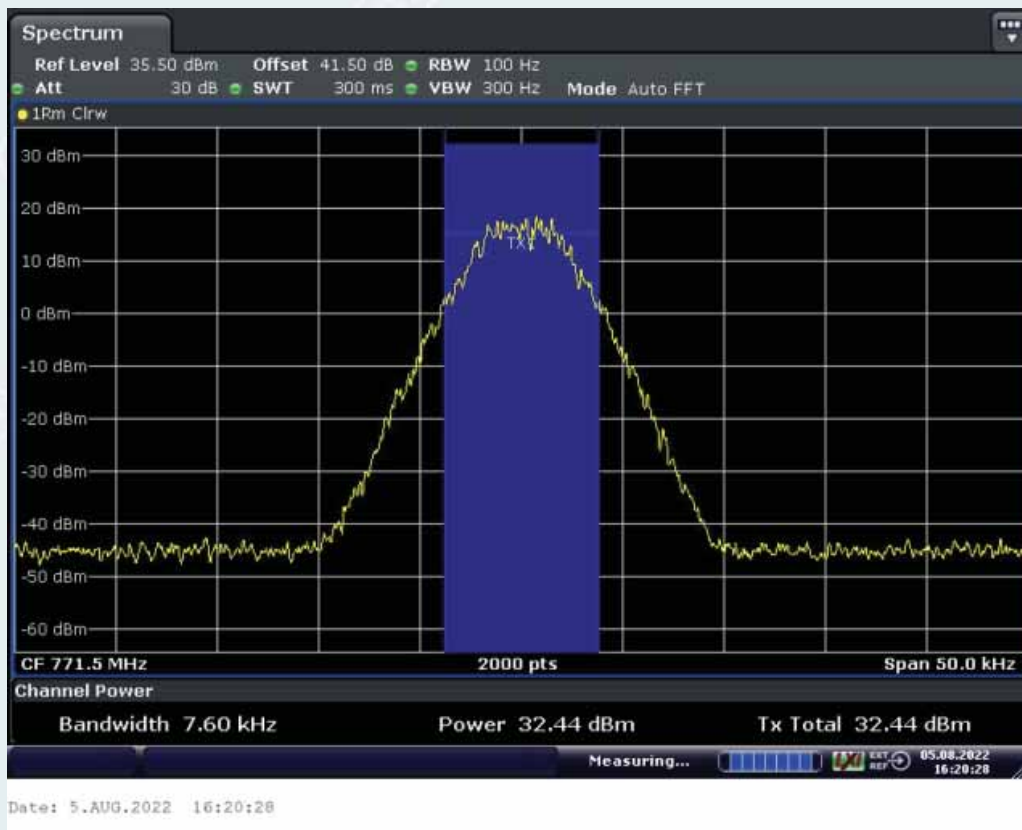 Spectrum
Ref Level 35.50 dBm Offset 41.50 dB RBW 100 Hz
Att 30 dB SWT 300 ms VBW 300 Hz Mode Auto FFT
1Rm Clrw
30 dBm
20 dBm
TX
10 dBm
0 dBm
-10 dBm
-20 dBm
-30 dBm
-40 dBm
-50 dBm
-60 dBm
CF 771.5 MHz 2000 pts Span 50.0 kHz
Channel Power
Bandwidth 7.60 kHz Power 32.44 dBm Tx Total 32.44 dBm
Measuring... LXI EXT REF 05.08.2022
16:20:28
Date: 5.AUG.2022 16:20:28